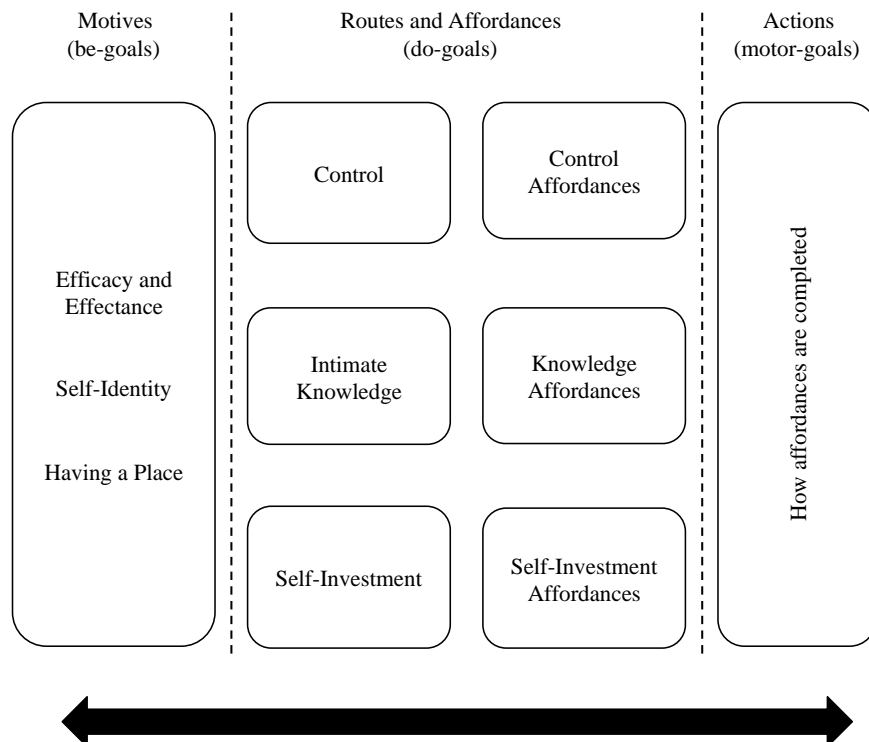 Motives
(be-goals)
Routes and Affordances
(do-goals)
Actions
(motor-goals)
Efficacy and
Effectance
Self-Identity
Having a Place
Control
Control
Affordances
Intimate
Knowledge
Knowledge
Affordances
Self-Investment
Self-Investment
Affordances
How affordances are completed